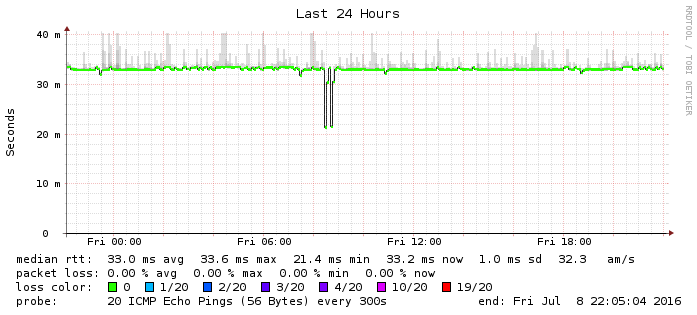 Last 24 Hours
RRDTOOL / TOBI OETIKER
Seconds
40 m
30 m
20 m
10 m
0
Fri 00:00 Fri 06:00 Fri 12:00 Fri 18:00
median rtt: 33.0 ms avg 33.6 ms max 21.4 ms min 33.2 ms now 1.0 ms sd 32.3 am/s
packet loss: 0.00 % avg 0.00 % max 0.00 % min 0.00 % now
loss color: 0 1/20 2/20 3/20 4/20 10/20 19/20
probe: 20 ICMP Echo Pings (56 Bytes) every 300s end: Fri Jul 8 22:05:04 2016